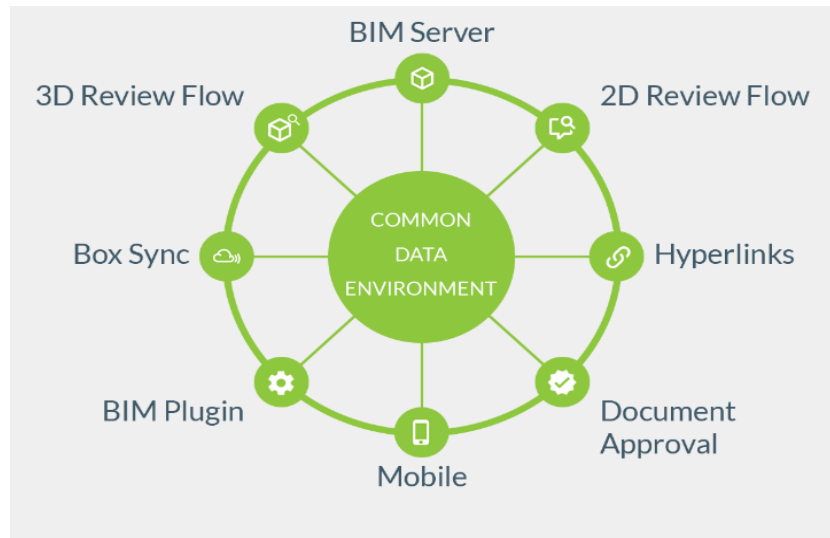 BIM Server
3D Review Flow
2D Review Flow
COMMON
DATA
ENVIRONMENT
Box Sync
Hyperlinks
BIM Plugin
Document
Approval
Mobile